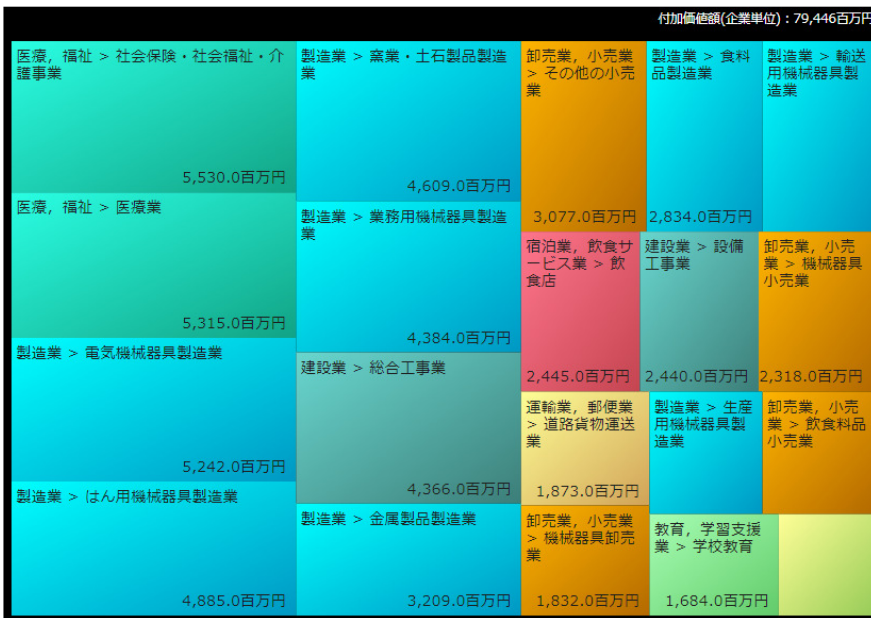 付加価値額(企業単位)：79,446百万円
医療，福祉 > 社会保険・社会福祉・介
護事業
5,530.0百万円
医療，福祉 > 医療業
5,315.0百万円
製造業 > 電気機械器具製造業
5,242.0百万円
製造業 > はん用機械器具製造業
4,885.0百万円
製造業 > 窯業・土石製品製造
業
4,609.0百万円
製造業 > 業務用機械器具製造
業
4,384.0百万円
建設業 > 総合工事業
4,366.0百万円
製造業 > 金属製品製造業
3,209.0百万円
卸売業，小売業
> その他の小売
業
3,077.0百万円
製造業 > 食料
品製造業
2,834.0百万円
製造業 > 輸送
用機械器具製
造業
宿泊業，飲食サ
ービス業 > 飲
食店
2,445.0百万円
建設業 > 設備
工事業
2,440.0百万円
卸売業，小売
業 > 機械器具
小売業
2,318.0百万円
運輸業，郵便業
> 道路貨物運送
業
1,873.0百万円
製造業 > 生産
用機械器具製
造業
卸売業，小売
業 > 飲食料品
小売業
卸売業，小売業
> 機械器具卸売
業
1,832.0百万円
教育，学習支援
業 > 学校教育
1,684.0百万円